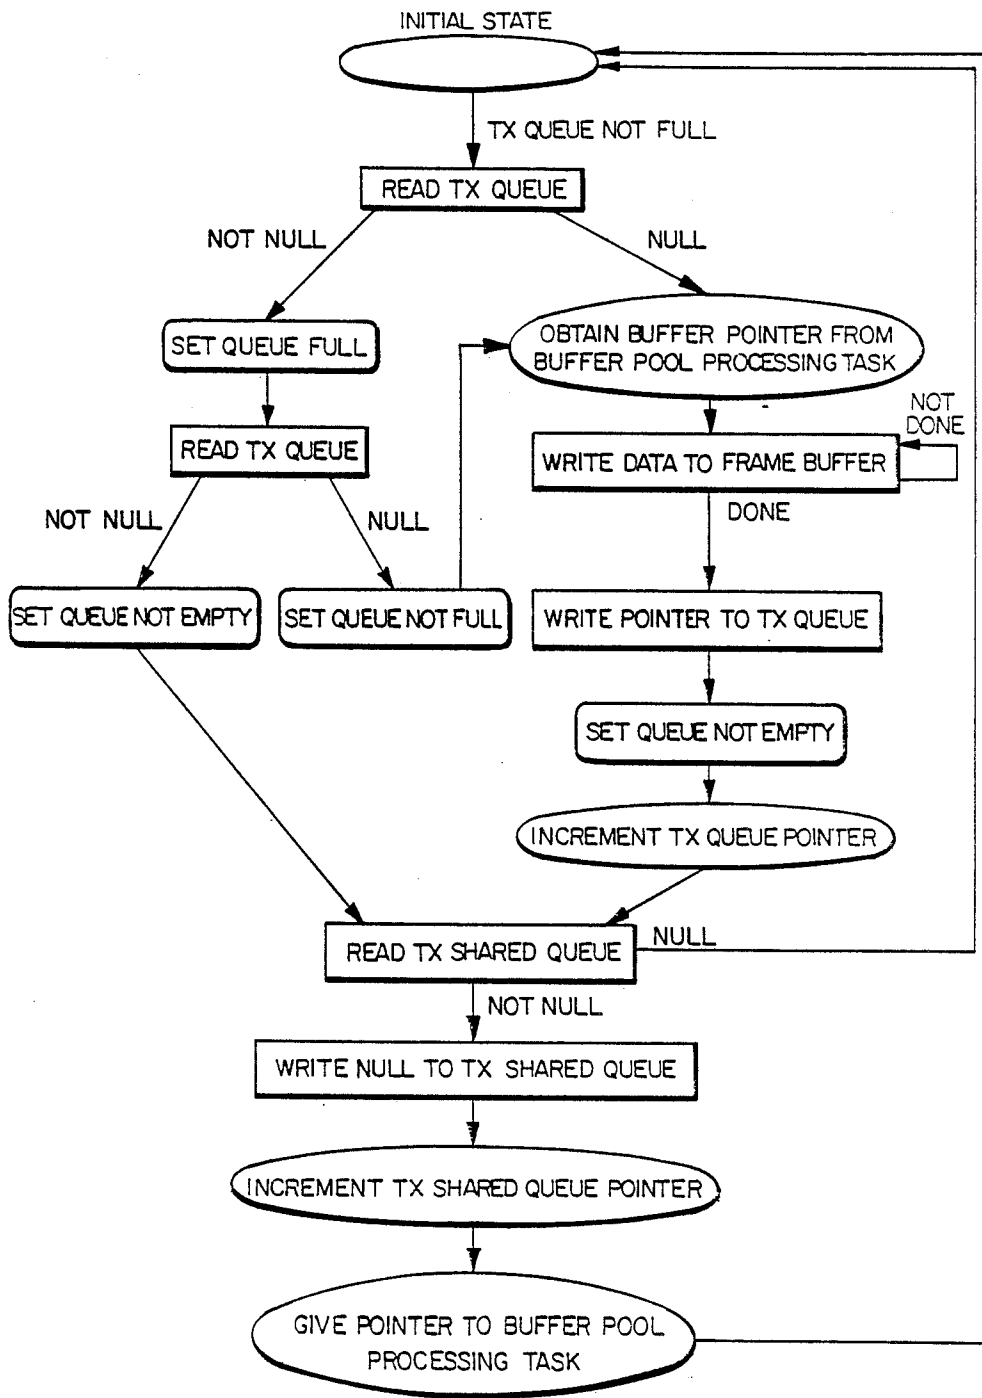 INITIAL STATE
TX QUEUE NOT FULL
READ TX QUEUE
NOT NULL
NULL
SET QUEUE FULL
OBTAIN BUFFER POINTER FROM
BUFFER POOL PROCESSING TASK
NOT
DONE
READ TX QUEUE
WRITE DATA TO FRAME BUFFER
NOT NULL
NULL
DONE
SET QUEUE NOT EMPTY
SET QUEUE NOT FULL
WRITE POINTER TO TX QUEUE
SET QUEUE NOT EMPTY
INCREMENT TX QUEUE POINTER
READ TX SHARED QUEUE
NULL
NOT NULL
WRITE NULL TO TX SHARED QUEUE
INCREMENT TX SHARED QUEUE POINTER
GIVE POINTER TO BUFFER POOL
PROCESSING TASK